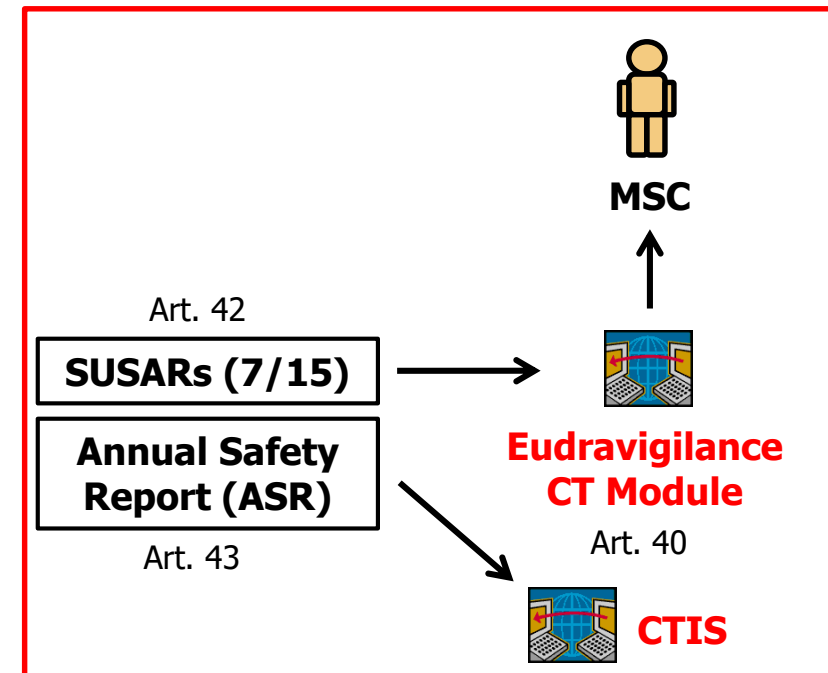 MSC
Art. 42
SUSARs (7/15)
Annual Safety
Report (ASR)
Art. 43
Eudravigilance
CT Module
Art. 40
CTIS